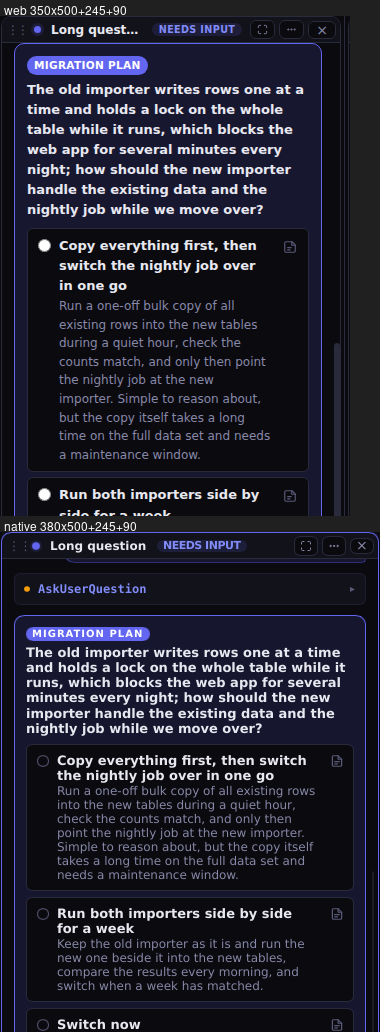 web 350x500+245+90
Long quest...
NEEDS INPUT
MIGRATION PLAN
The old importer writes rows one at a
time and holds a lock on the whole
table while it runs, which blocks the
web app for several minutes every
night; how should the new importer
handle the existing data and the
nightly job while we move over?
Copy everything first, then
switch the nightly job over
in one go
Run a one-off bulk copy of all
existing rows into the new tables
during a quiet hour, check the
counts match, and only then point
the nightly job at the new
importer. Simple to reason about,
but the copy itself takes a long
time on the full data set and needs
a maintenance window.
Run both importers side by
side for a week
native 380x500+245+90
Long question
NEEDS INPUT
AskUserQuestion
MIGRATION PLAN
The old importer writes rows one at a time
and holds a lock on the whole table while it
runs, which blocks the web app for several
minutes every night; how should the new
importer handle the existing data and the
nightly job while we move over?
Copy everything first, then switch
the nightly job over in one go
Run a one-off bulk copy of all existing rows
into the new tables during a quiet hour,
check the counts match, and only then
point the nightly job at the new importer.
Simple to reason about, but the copy itself
takes a long time on the full data set and
needs a maintenance window.
Run both importers side by side
for a week
Keep the old importer as it is and run the
new one beside it into the new tables,
compare the results every morning, and
switch when a week has matched.
Switch now